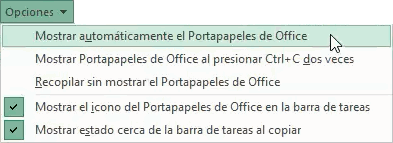 Opciones
Mostrar automáticamente el Portapapeles de Office
Mostrar Portapapeles de Office al presionar Ctrl+C dos veces
Recopilar sin mostrar el Portapapeles de Office
Mostrar el icono del Portapapeles de Office en la barra de tareas
Mostrar estado cerca de la barra de tareas al copiar